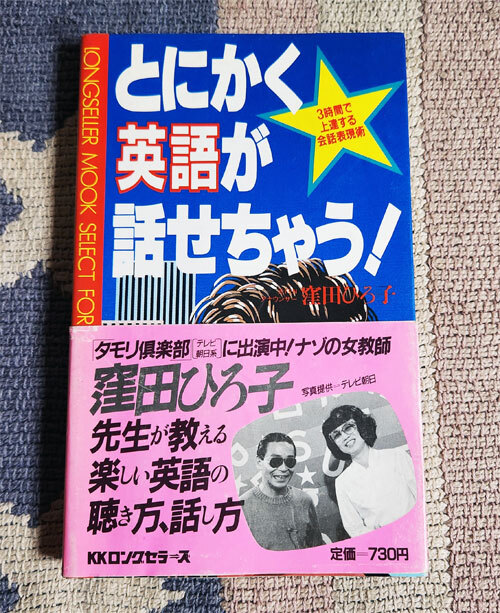 LONGSELLER MOOK SELECT FOR
とにかく
英語が
話せちゃう!
3時間で
上達する
会話表現術
窪田ひろ子
タモリ倶楽部(テレビ朝日系)に出演中!ナゾの女教師
窪田ひろ子
写真提供=テレビ朝日
先生が教える
楽しい英語の
聴き方、話し方
KKロングセラーズ
定価=730円